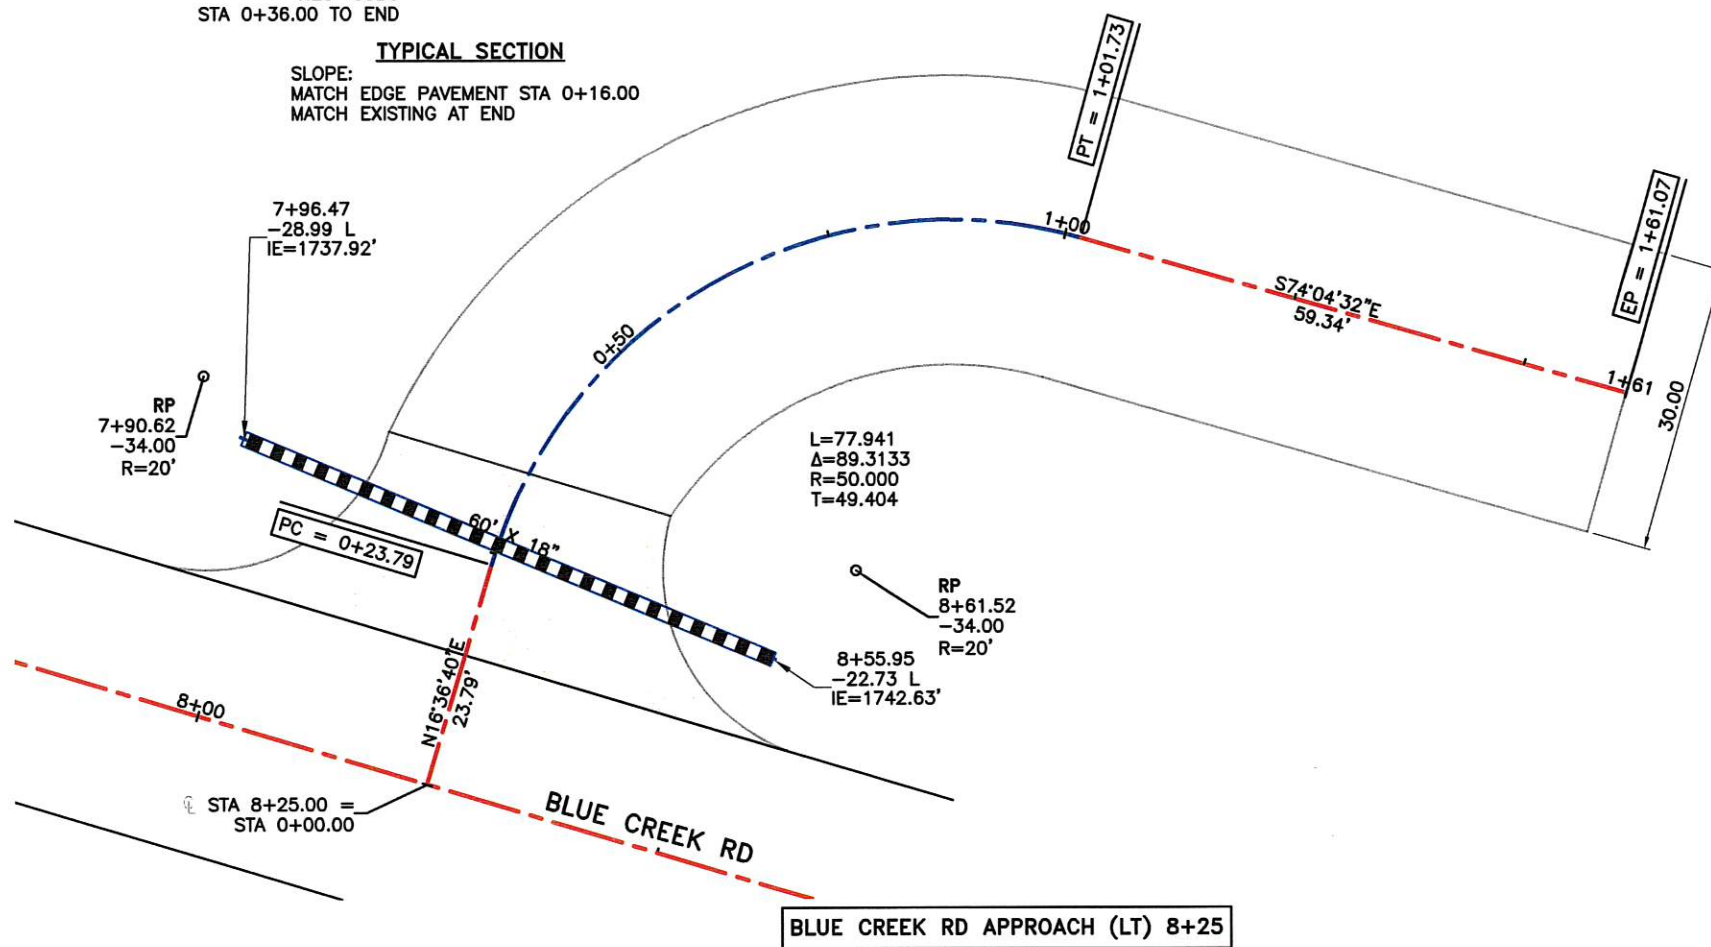 STA 0+36.00 TO END
TYPICAL SECTION
SLOPE:
MATCH EDGE PAVEMENT STA 0+16.00
MATCH EXISTING AT END
PT = 1+01.73
EP = 1+61.07
7+96.47
-28.99 L
IE=1737.92'
1+00
S74°04'32"E
59.34'
0+50
1+61
30.00
RP
7+90.62
-34.00
R=20'
L=77.941
Δ=89.3133
R=50.000
T=49.404
60' X 18"
PC = 0+23.79
RP
8+61.52
-34.00
R=20'
8+55.95
-22.73 L
IE=1742.63'
N16°36'40"E
23.79'
8+00
℄ STA 8+25.00 =
STA 0+00.00
BLUE CREEK RD
BLUE CREEK RD APPROACH (LT) 8+25